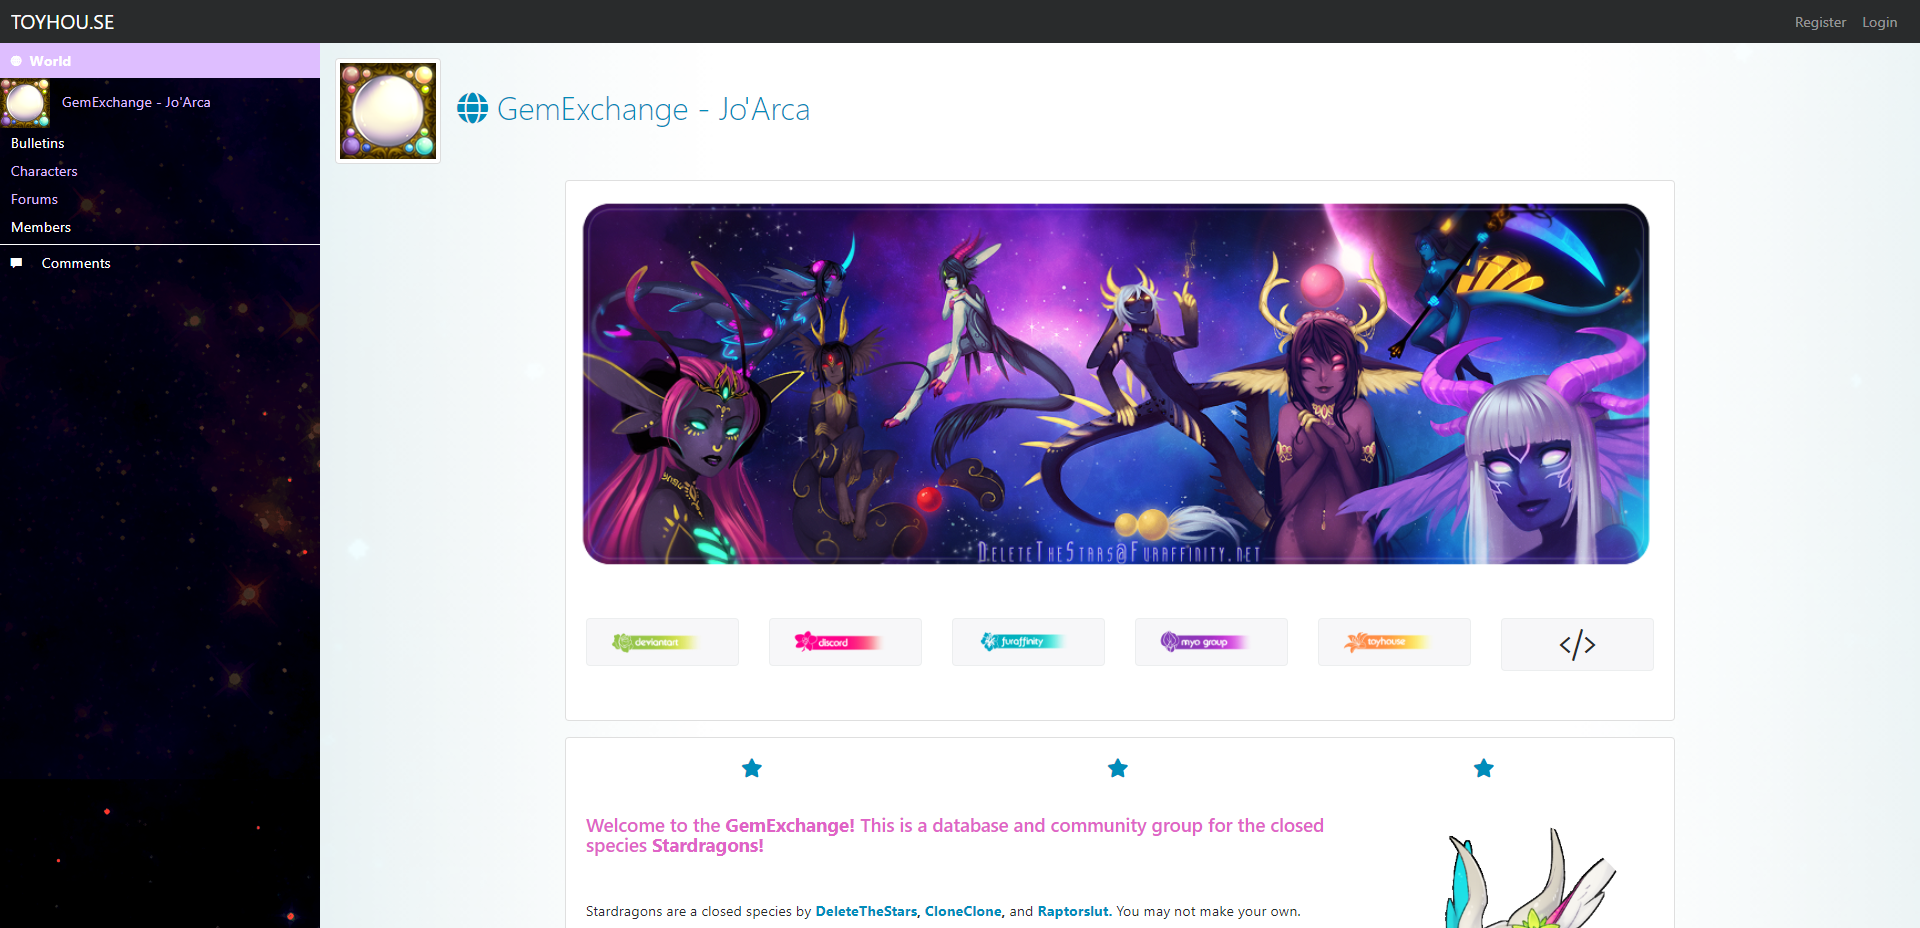 TOYHOU.SE
Register
Login
World
GemExchange - Jo'Arca
Bulletins
Characters
Forums
Members
Comments
GemExchange - Jo'Arca
DeleteTheStars@Furaffinity.net
deviantart
discord
furaffinity
myo group
toyhouse
</>
Welcome to the GemExchange! This is a database and community group for the closed
species Stardragons!
Stardragons are a closed species by DeleteTheStars, CloneClone, and Raptorslut. You may not make your own.